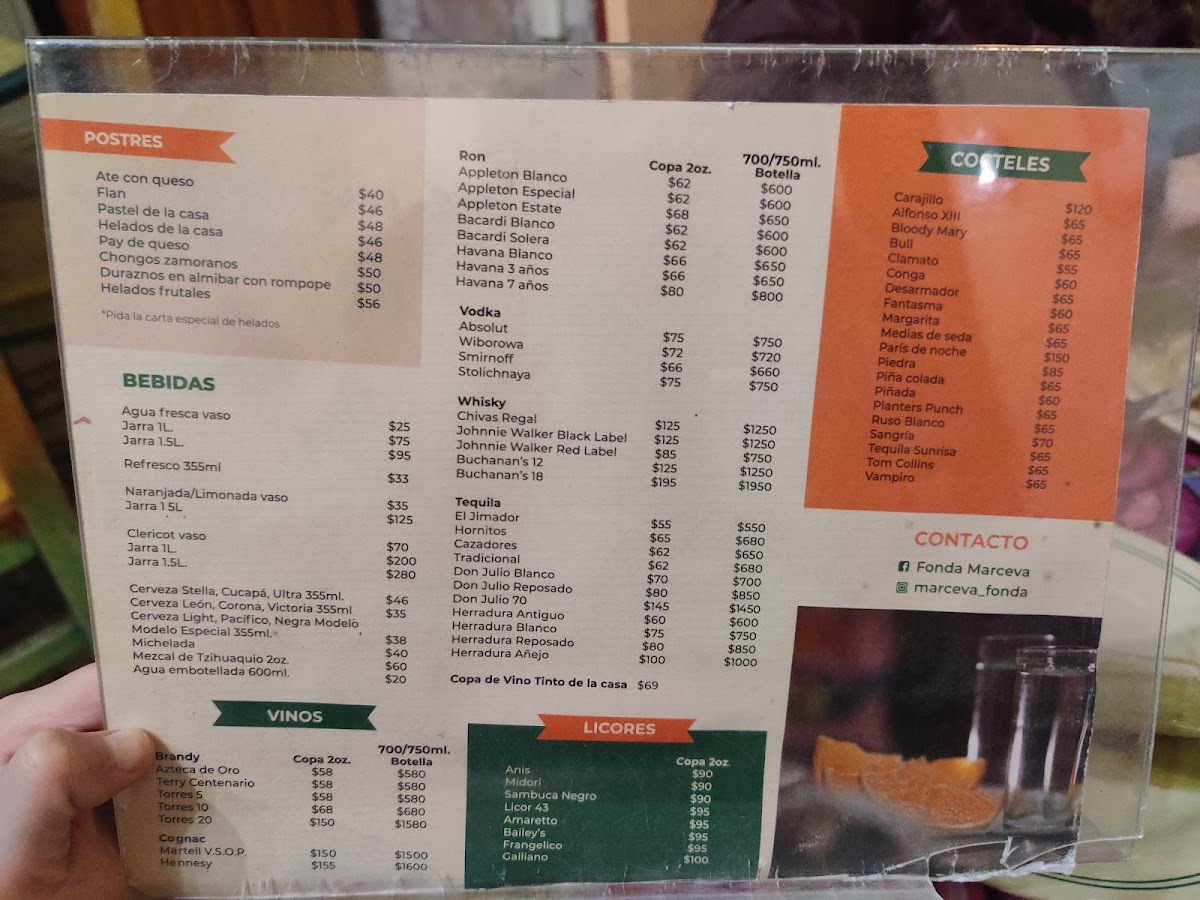 POSTRES
Ate con queso $40
Flan $46
Pastel de la casa $48
Helados de la casa $46
Pay de queso $48
Chongos zamoranos $50
Duraznos en almibar con rompope $50
Helados frutales $56
*Pida la carta especial de helados
BEBIDAS
Agua fresca vaso $25
Jarra 1L. $75
Jarra 1.5L. $95
Refresco 355ml $33
Naranjada/Limonada vaso $35
Jarra 1 5L $125
Clericot vaso $70
Jarra 1L. $200
Jarra 1.5L. $280
Cerveza Stella, Cucapá, Ultra 355ml. $46
Cerveza León, Corona, Victoria 355ml $35
Cerveza Light, Pacífico, Negra Modelo
Modelo Especial 355ml. $38
Michelada $40
Mezcal de Tzihuaquio 2oz. $60
Agua embotellada 600ml. $20
VINOS
Brandy Copa 2oz. 700/750ml. Botella
Azteca de Oro $58 $580
Terry Centenario $58 $580
Torres 5 $58 $580
Torres 10 $68 $680
Torres 20 $150 $1580
Cognac
Martell V.S.O.P. $150 $1500
Hennesy $155 $1600
Ron Copa 2oz. 700/750ml. Botella
Appleton Blanco $62 $600
Appleton Especial $62 $600
Appleton Estate $68 $650
Bacardi Blanco $62 $600
Bacardi Solera $62 $600
Havana Blanco $66 $650
Havana 3 años $66 $650
Havana 7 años $80 $800
Vodka
Absolut $75 $750
Wiborowa $72 $720
Smirnoff $66 $660
Stolichnaya $75 $750
Whisky
Chivas Regal $125 $1250
Johnnie Walker Black Label $125 $1250
Johnnie Walker Red Label $85 $750
Buchanan's 12 $125 $1250
Buchanan's 18 $195 $1950
Tequila
El Jimador $55 $550
Hornitos $65 $680
Cazadores $62 $650
Tradicional $62 $680
Don Julio Blanco $70 $700
Don Julio Reposado $80 $850
Don Julio 70 $145 $1450
Herradura Antiguo $60 $600
Herradura Blanco $75 $750
Herradura Reposado $80 $850
Herradura Añejo $100 $1000
Copa de Vino Tinto de la casa $69
LICORES
Copa 2oz.
Anis $90
Midori $90
Sambuca Negro $90
Licor 43 $95
Amaretto $95
Bailey's $95
Frangelico $95
Galliano $100
COCTELES
Carajillo $120
Alfonso XIII $65
Bloody Mary $65
Bull $65
Clamato $55
Conga $60
Desarmador $65
Fantasma $60
Margarita $65
Medias de seda $65
París de noche $150
Piedra $85
Piña colada $65
Piñada $60
Planters Punch $65
Ruso Blanco $65
Sangría $70
Tequila Sunrisa $65
Tom Collins $65
Vampiro $65
CONTACTO
Fonda Marceva
marceva_fonda